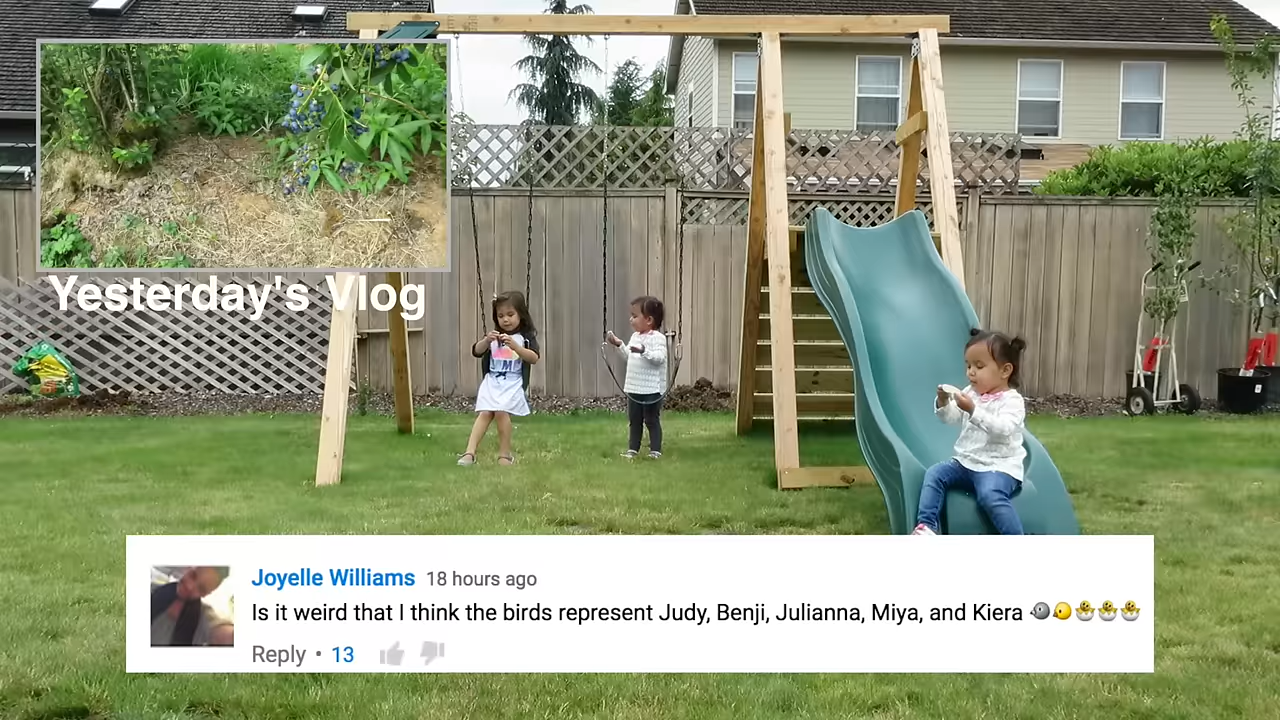 Yesterday's Vlog
Joyelle Williams 18 hours ago
Is it weird that I think the birds represent Judy, Benji, Julianna, Miya, and Kiera 🐦🐤🐣🐣🐣
Reply • 13